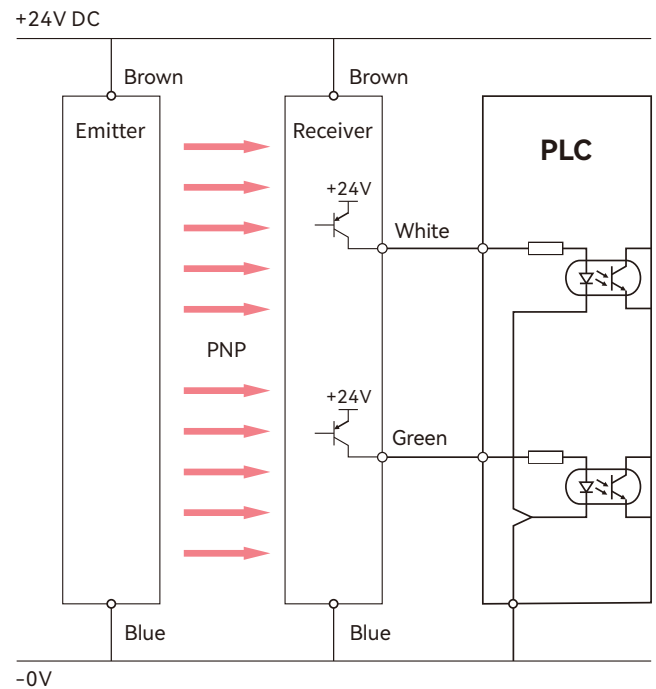 +24V DC
Brown
Brown
Emitter
Receiver
PLC
+24V
White
PNP
+24V
Green
Blue
Blue
-0V